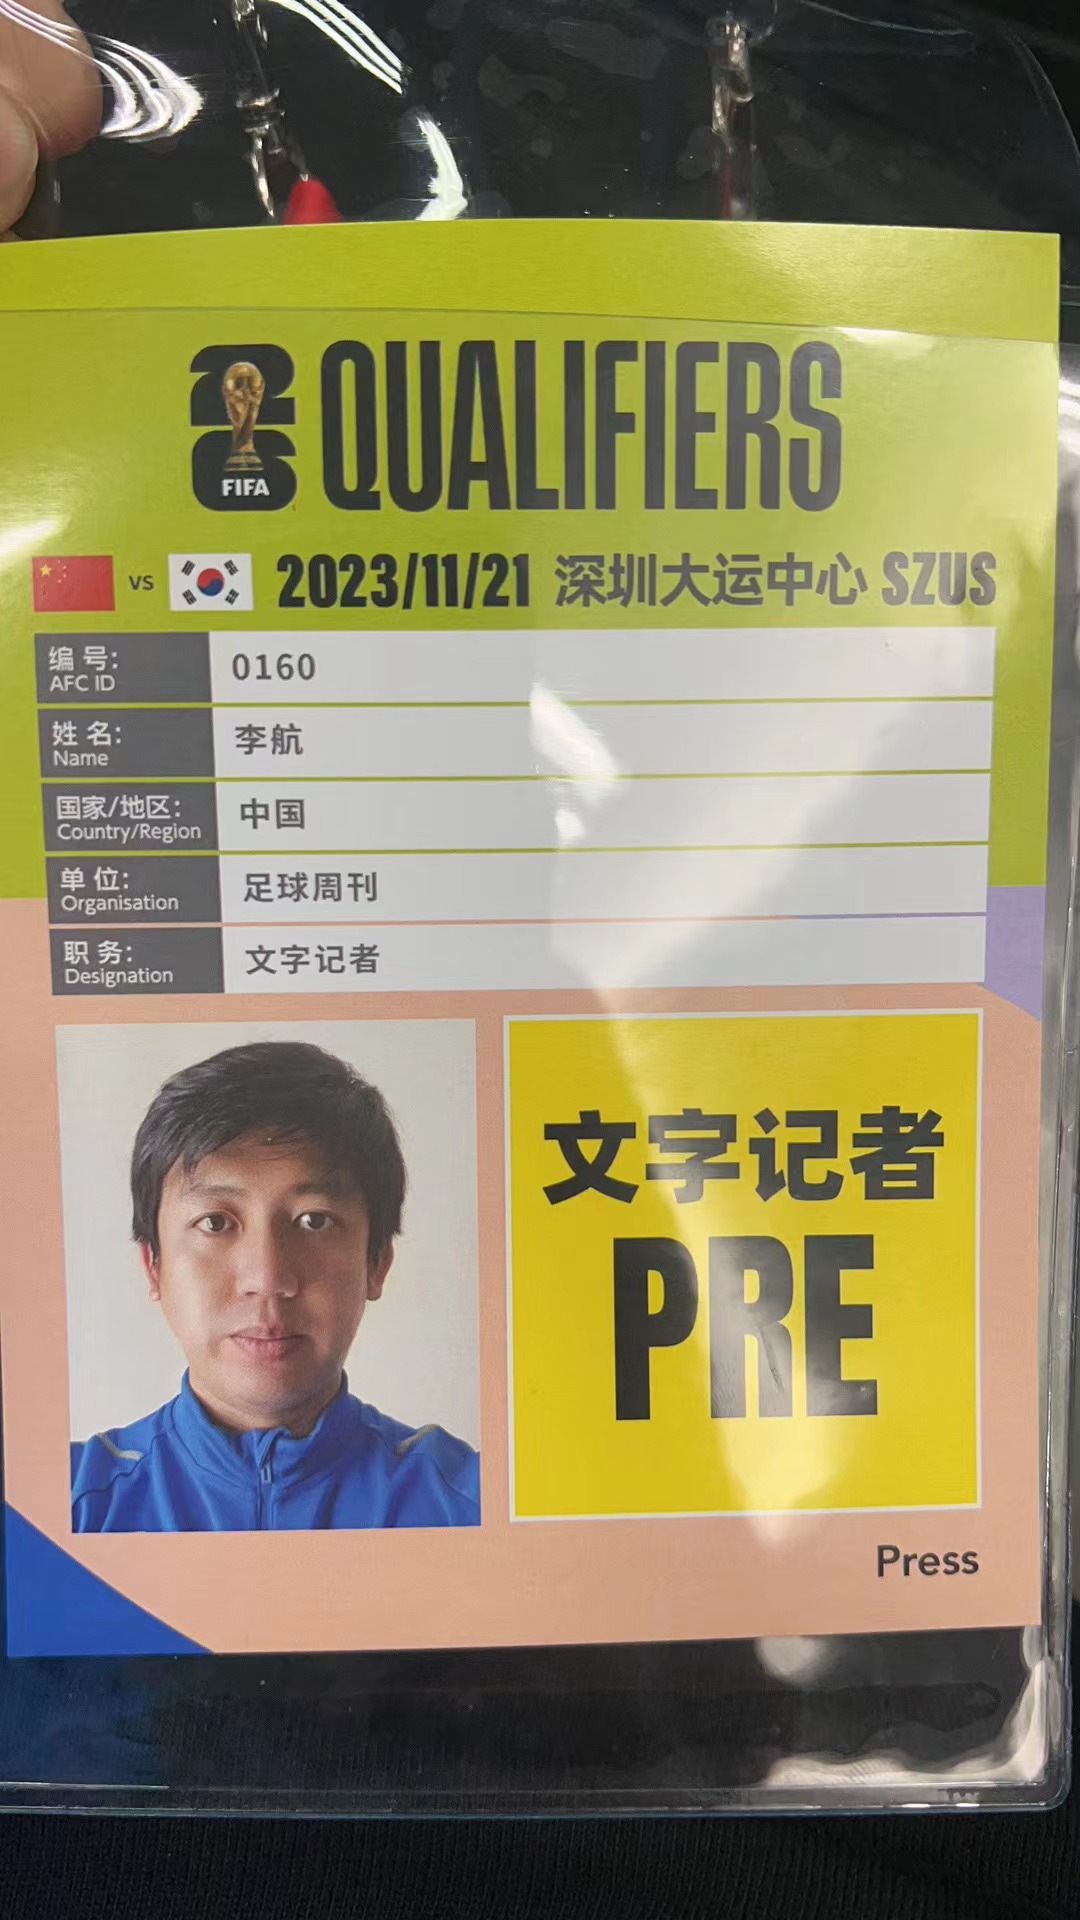 26
FIFA
QUALIFIERS
VS 2023/11/21 深圳大运中心 SZUS
编 号: 0160
AFC ID
姓 名: 李航
Name
国家/地区: 中国
Country/Region
单 位: 足球周刊
Organisation
职 务: 文字记者
Designation
文字记者
PRE
Press